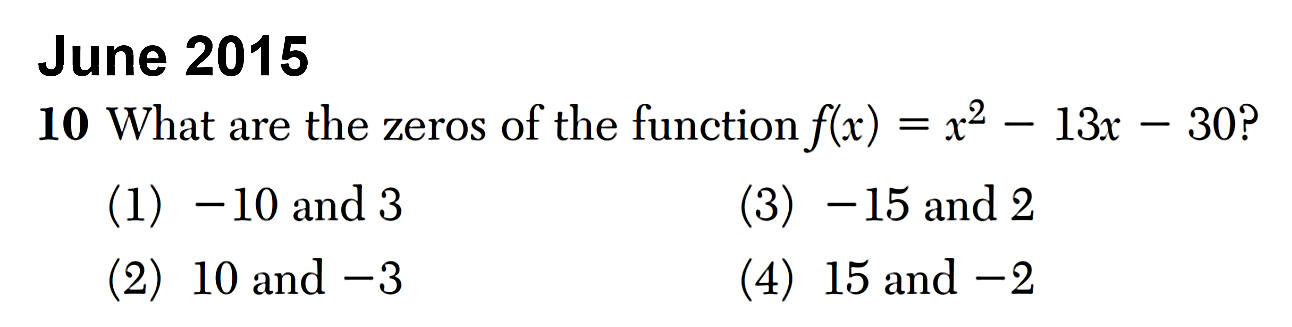 June 2015
10 What are the zeros of the function f(x) = x² − 13x − 30?
(1) −10 and 3 (3) −15 and 2
(2) 10 and −3 (4) 15 and −2